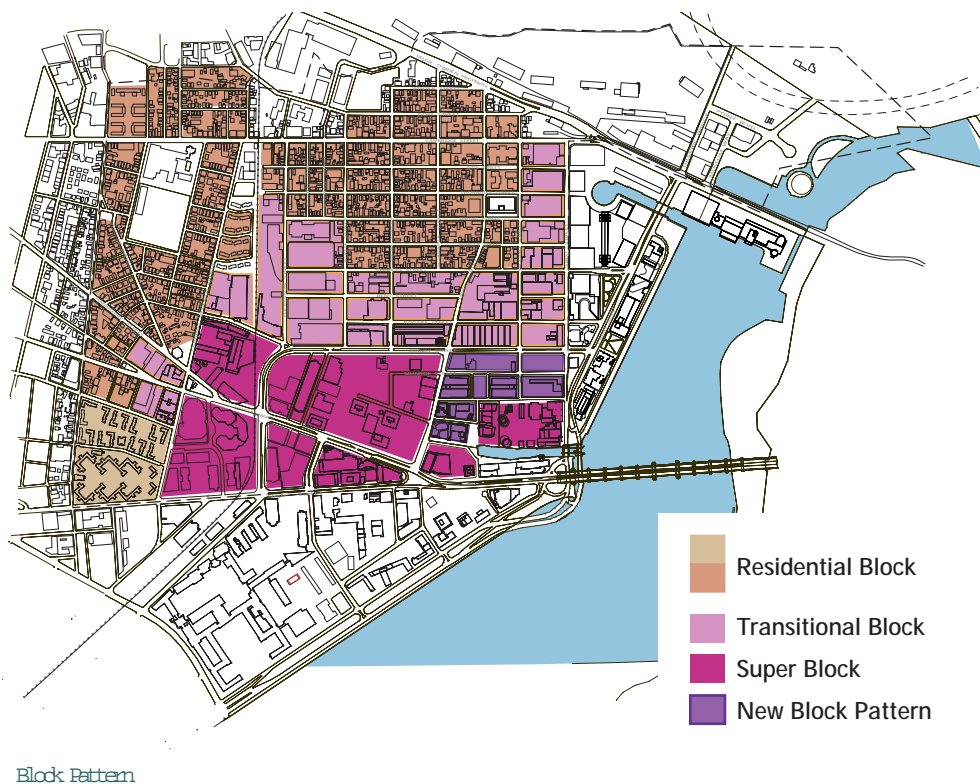 Residential Block
Transitional Block
Super Block
New Block Pattern
Block Pattern